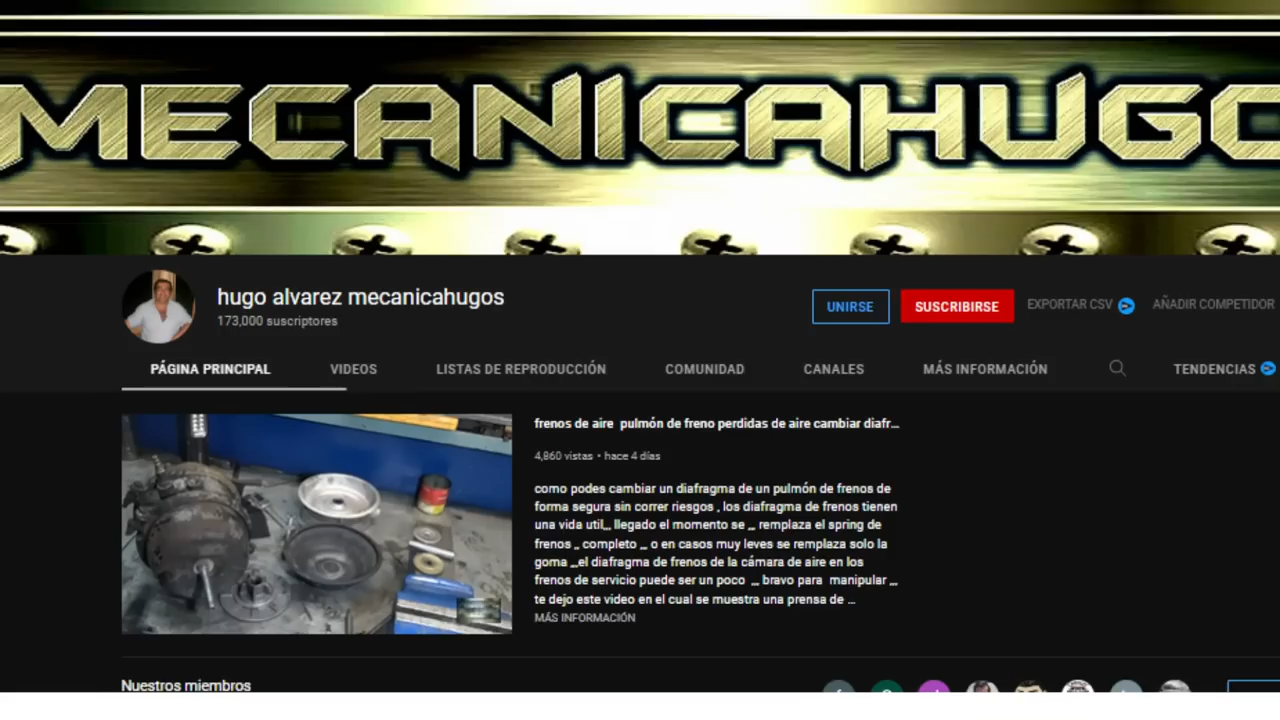 MECANICAHUGO
hugo alvarez mecanicahugos
173,000 suscriptores
UNIRSE
SUSCRIBIRSE
EXPORTAR CSV
AÑADIR COMPETIDOR
PÁGINA PRINCIPAL
VIDEOS
LISTAS DE REPRODUCCIÓN
COMUNIDAD
CANALES
MÁS INFORMACIÓN
TENDENCIAS
frenos de aire pulmón de freno perdidas de aire cambiar diafr...
4,860 vistas • hace 4 días
como podes cambiar un diafragma de un pulmón de frenos de
forma segura sin correr riesgos , los diafragma de frenos tienen
una vida util,,, llegado el momento se ,,, remplaza el spring de
frenos ,, completo ,,, o en casos muy leves se remplaza solo la
goma ,,,el diafragma de frenos de la cámara de aire en los
frenos de servicio puede ser un poco ,,, bravo para manipular ,,,
te dejo este video en el cual se muestra una prensa de ...
MÁS INFORMACIÓN
Nuestros miembros